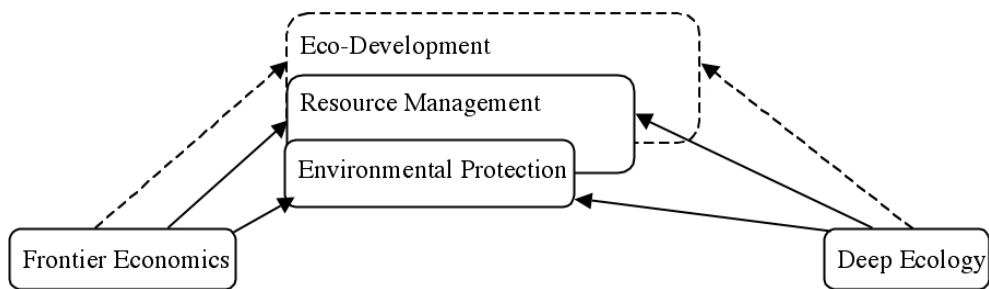 Eco-Development
Resource Management
Environmental Protection
Frontier Economics
Deep Ecology